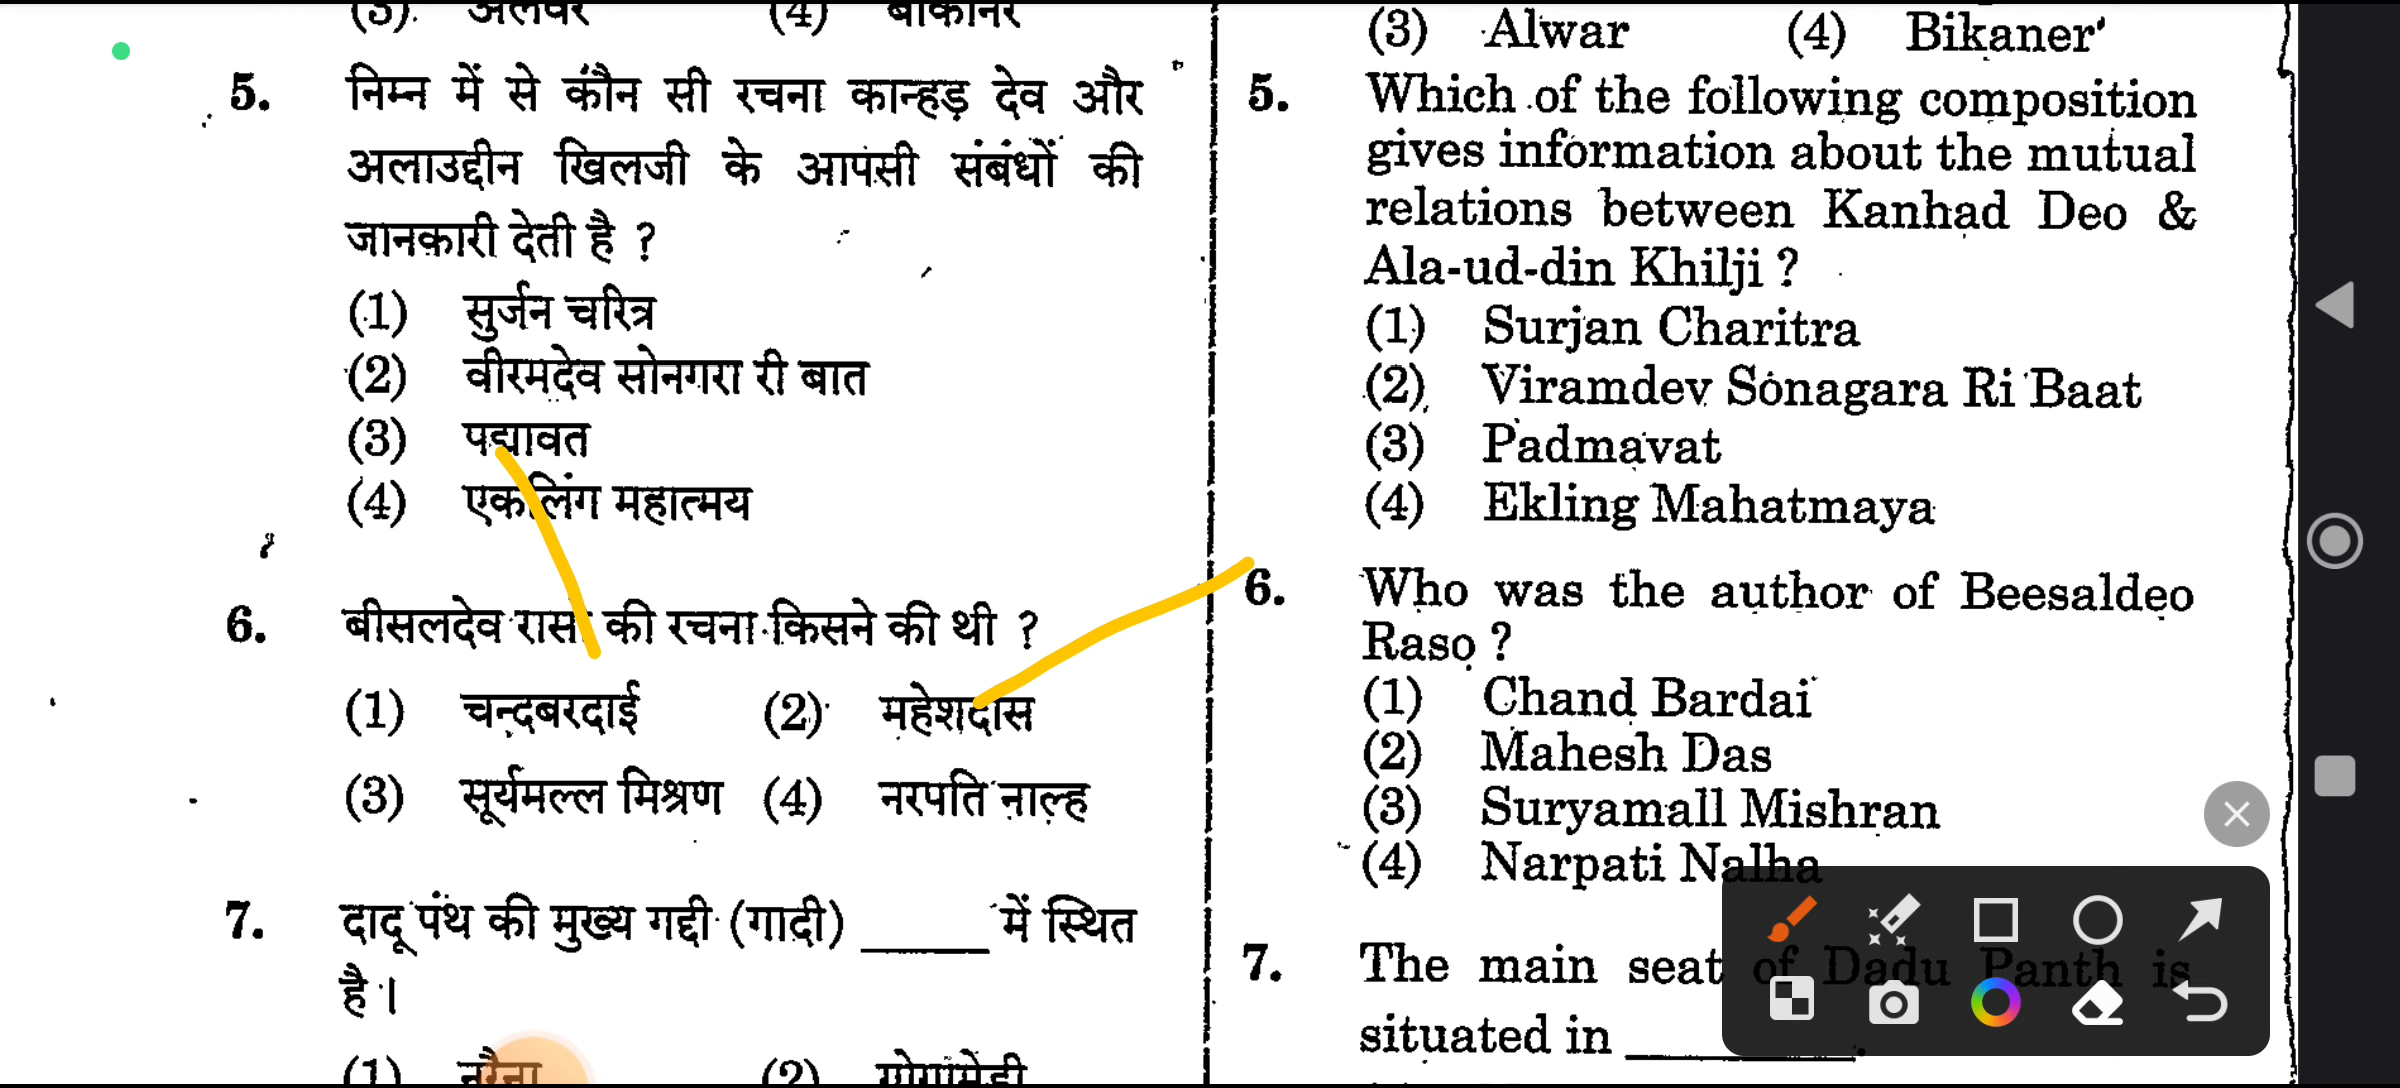 (3) अलवर (4) बीकानेर
5. निम्न में से कौन सी रचना कान्हड़ देव और
अलाउद्दीन खिलजी के आपसी संबंधों की
जानकारी देती है ?
(1) सुर्जन चरित्र
(2) वीरमदेव सोनगरा री बात
(3) पद्मावत
(4) एकलिंग महात्मय
6. बीसलदेव रासो की रचना किसने की थी ?
(1) चन्दबरदाई (2) महेशदास
(3) सूर्यमल्ल मिश्रण (4) नरपति नाल्ह
7. दादू पंथ की मुख्य गद्दी (गादी) ______ में स्थित
है।
(1) नरैना (2) गोगामेडी
(3) Alwar (4) Bikaner
5. Which of the following composition
gives information about the mutual
relations between Kanhad Deo &
Ala-ud-din Khilji ?
(1) Surjan Charitra
(2) Viramdev Sonagara Ri Baat
(3) Padmavat
(4) Ekling Mahatmaya
6. Who was the author of Beesaldeo
Raso ?
(1) Chand Bardai
(2) Mahesh Das
(3) Suryamall Mishran
(4) Narpati Nalha
7. The main seat of Dadu Panth is
situated in __________.